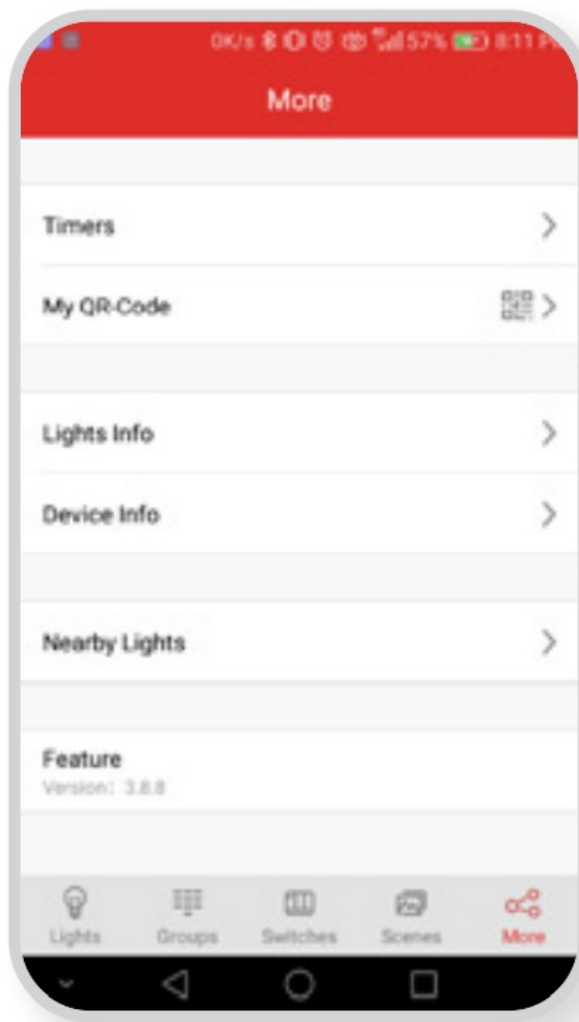 0K/s 57% 8:11 P
More
Timers
My QR-Code
Lights Info
Device Info
Nearby Lights
Feature
Version: 3.8.8
Lights Groups Switches Scenes More